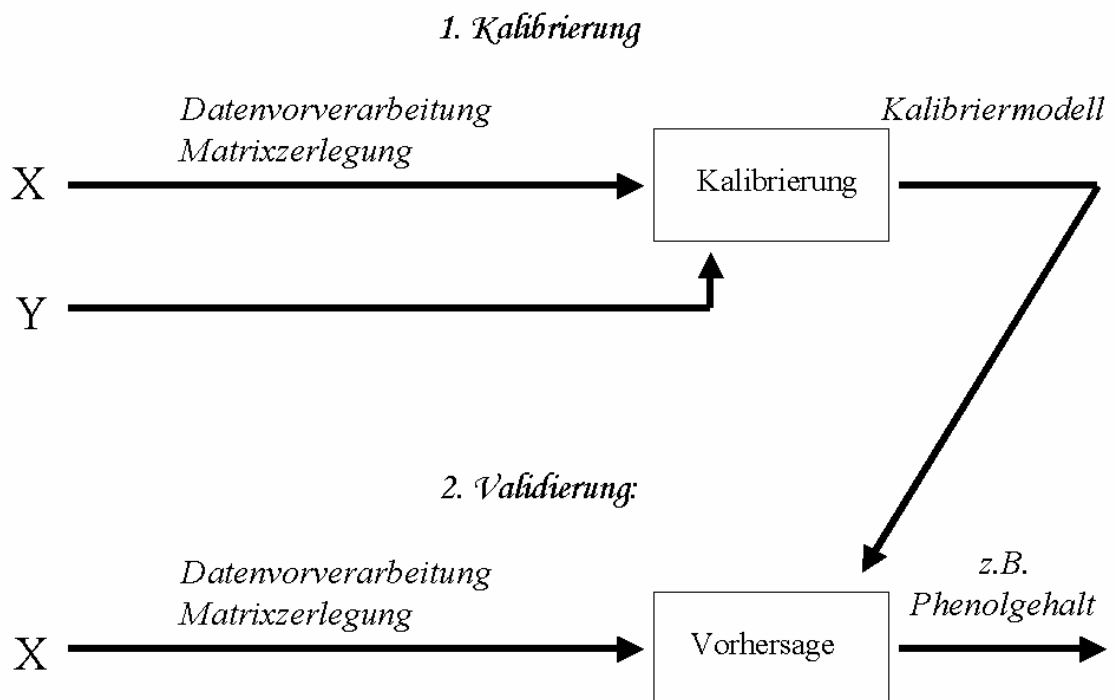 1. Kalibrierung
Datenvorverarbeitung
Matrixzerlegung
Kalibriermodell
X
Kalibrierung
Y
2. Validierung:
Datenvorverarbeitung
Matrixzerlegung
z.B.
Phenolgehalt
X
Vorhersage